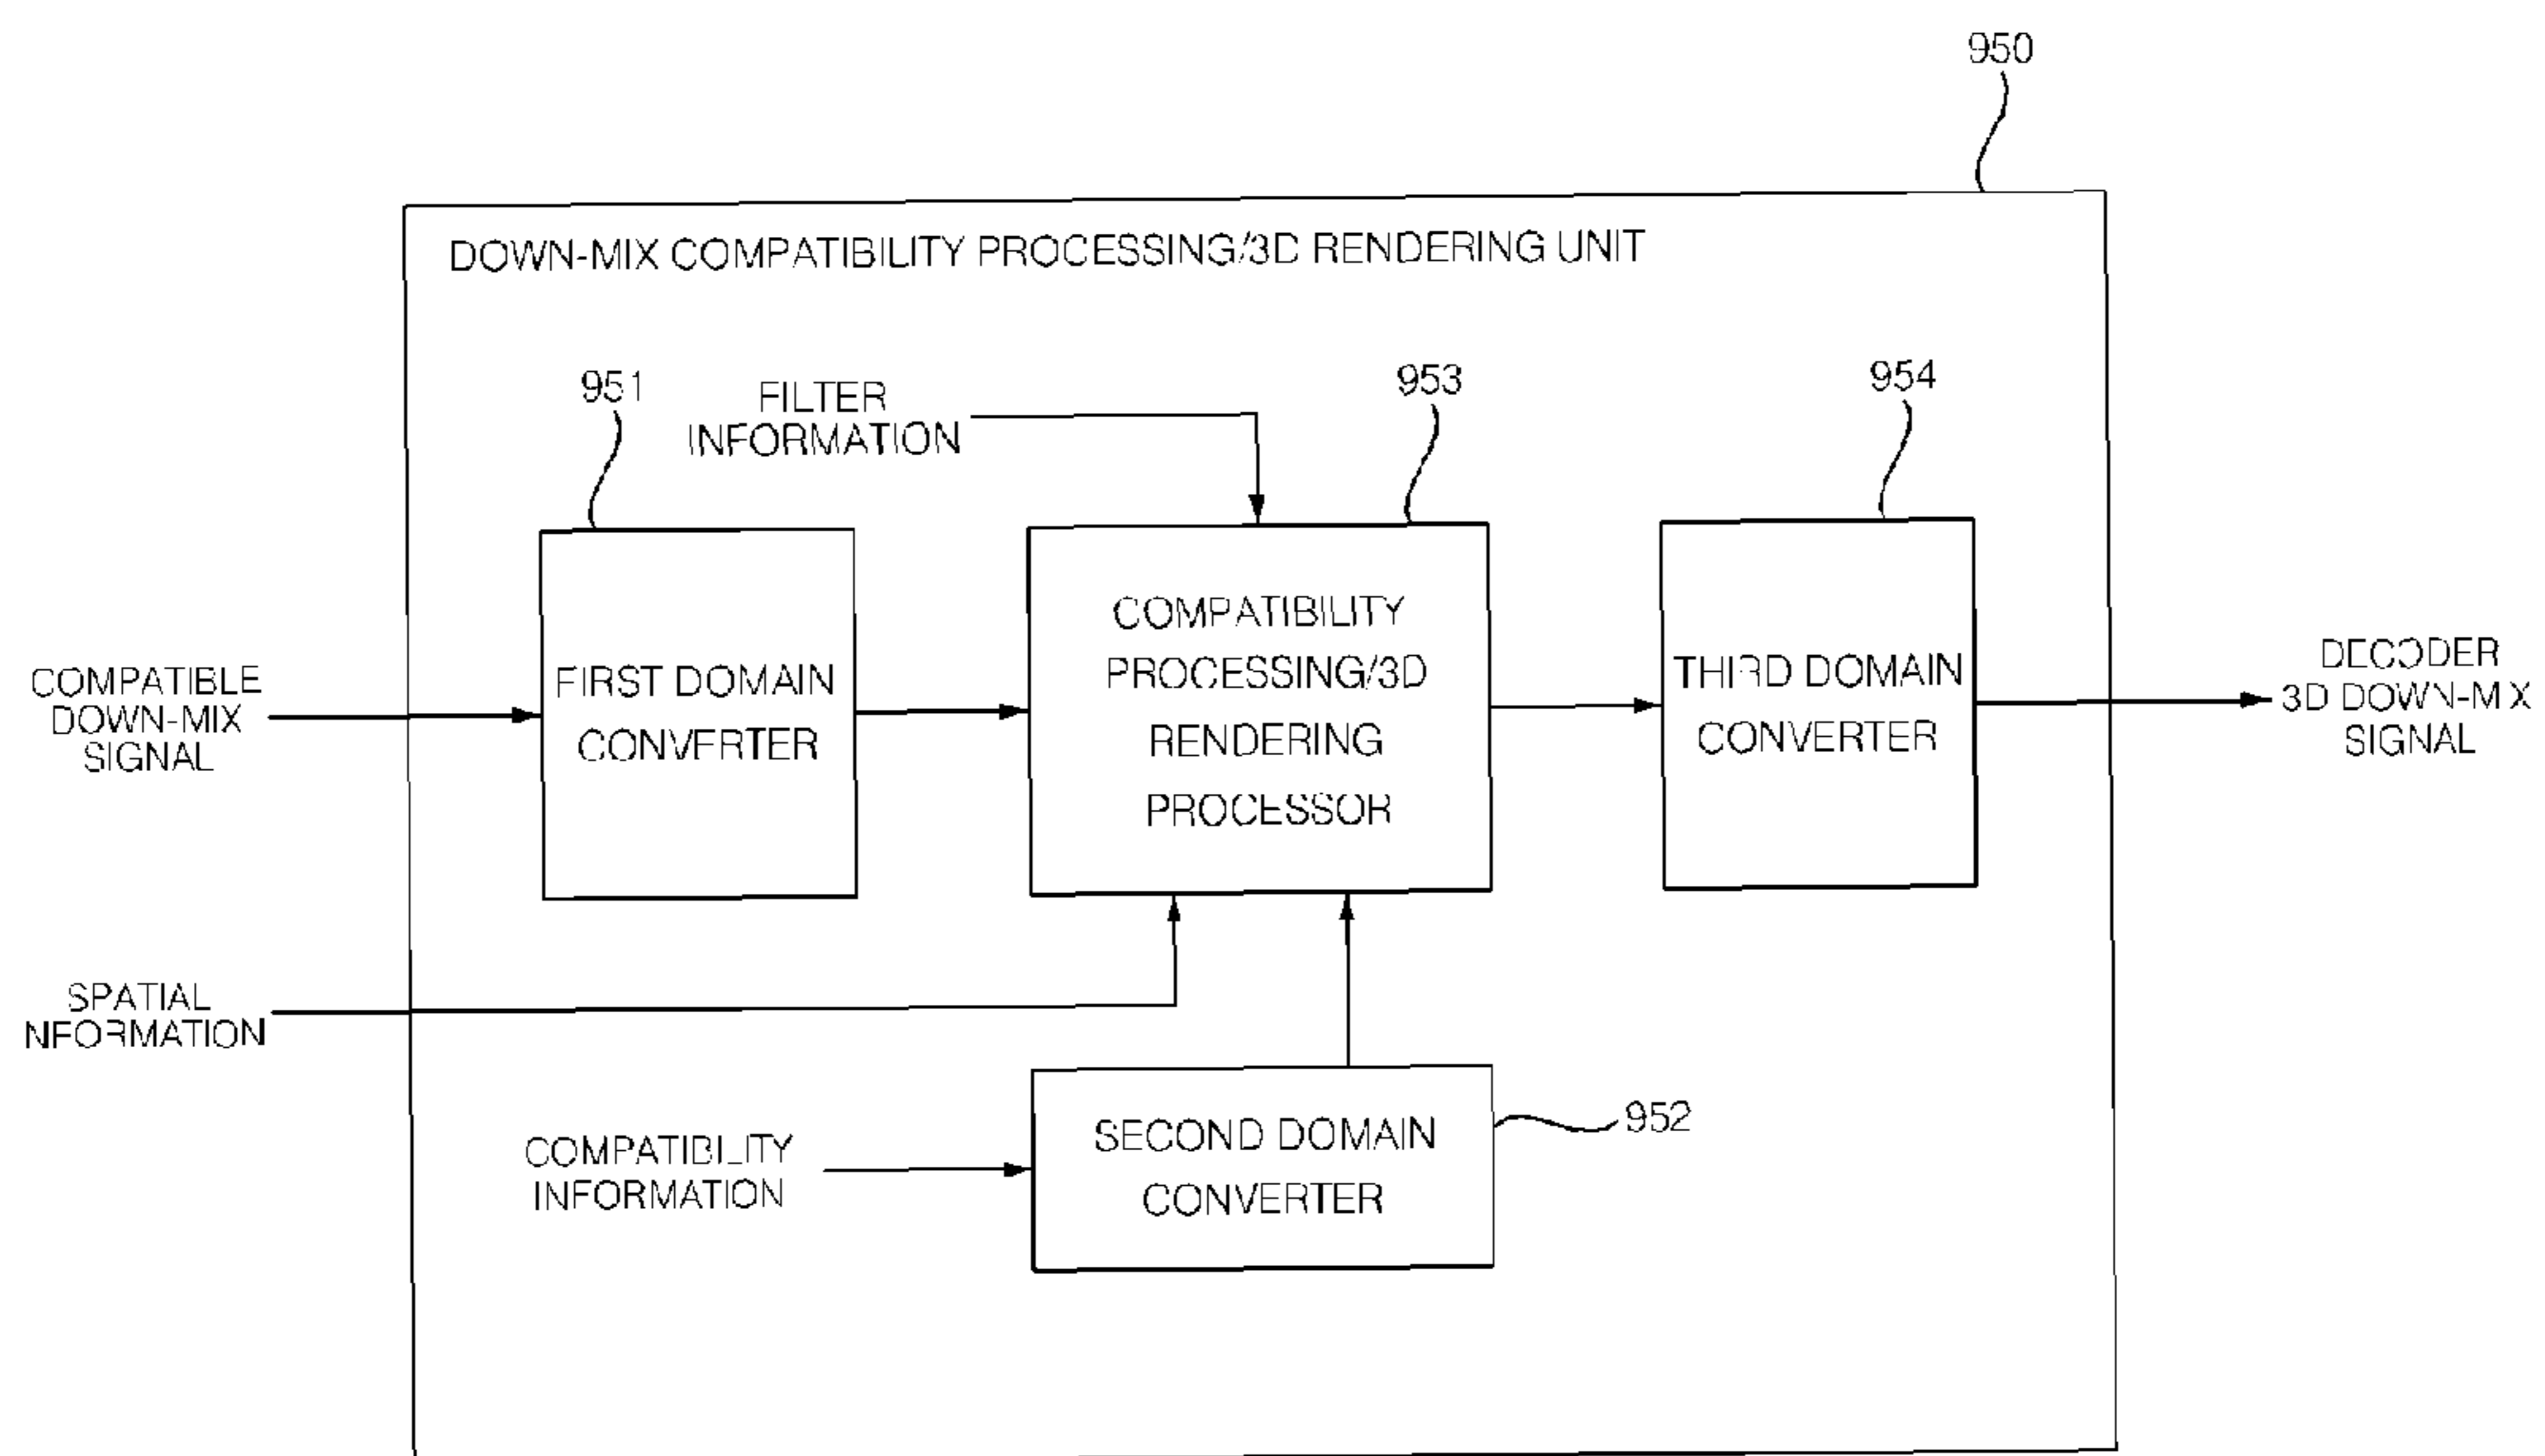 950
DOWN-MIX COMPATIBILITY PROCESSING/3D RENDERING UNIT
951
FILTER
INFORMATION
953
954
COMPATIBLE
DOWN-MIX
SIGNAL
FIRST DOMAIN
CONVERTER
COMPATIBILITY
PROCESSING/3D
RENDERING
PROCESSOR
THIRD DOMAIN
CONVERTER
DECODER
3D DOWN-MIX
SIGNAL
SPATIAL
INFORMATION
COMPATIBILITY
INFORMATION
SECOND DOMAIN
CONVERTER
952